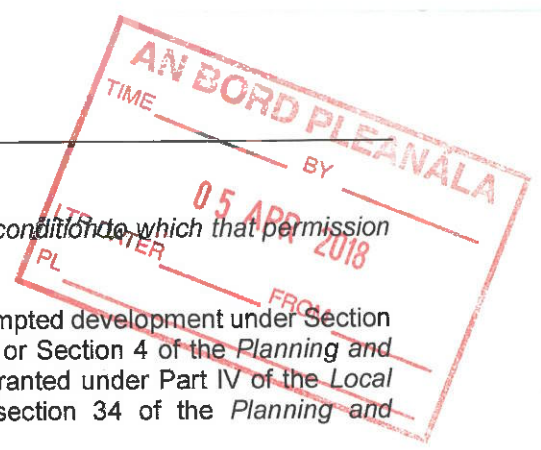 AN BORD PLEANÁLA
TIME BY
05 APR 2018
LTR DATER FROM
PL
condition to which that permission
mpted development under Section
or Section 4 of the Planning and
ranted under Part IV of the Local
section 34 of the Planning and